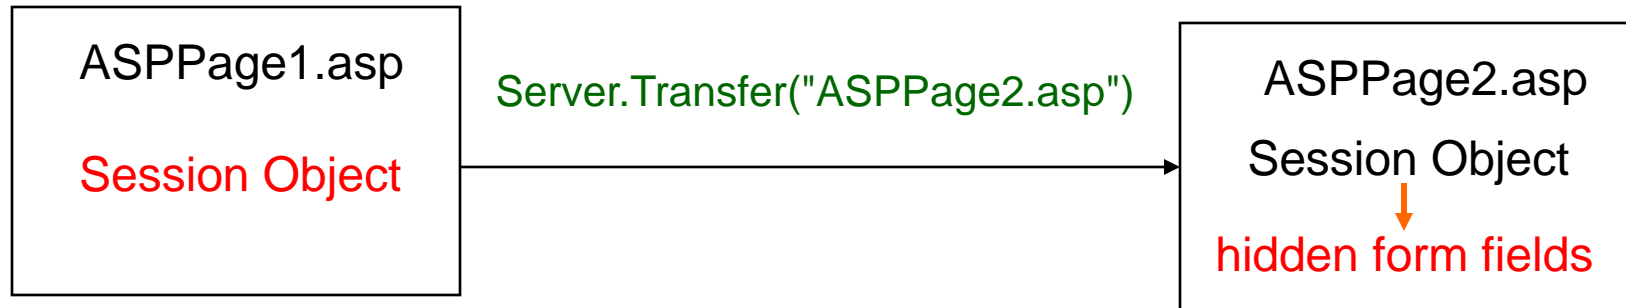 ASPPage1.asp
Session Object
Server.Transfer("ASPPage2.asp")
ASPPage2.asp
Session Object
hidden form fields